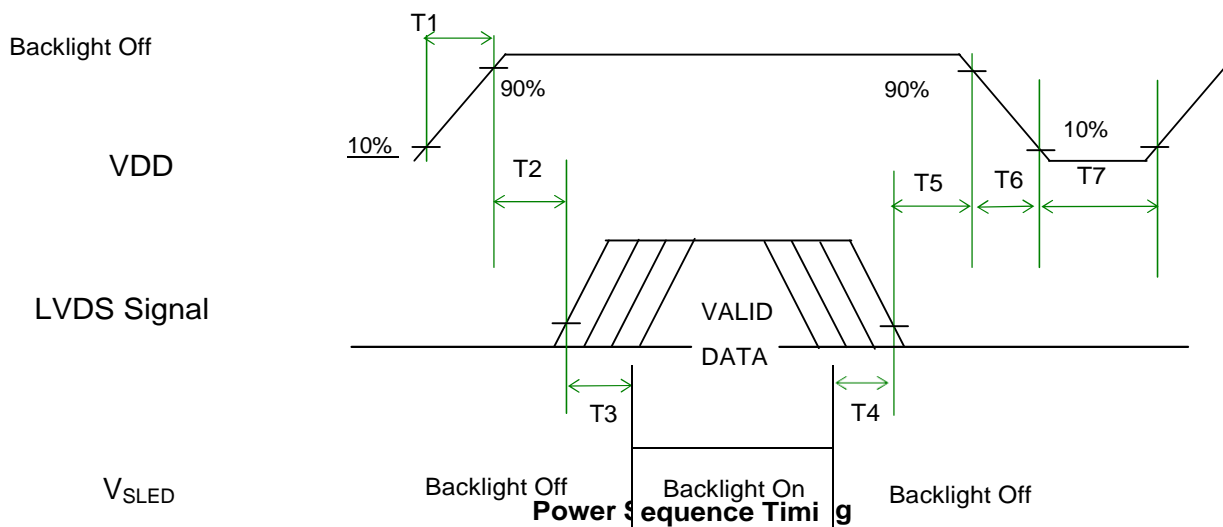 T1
Backlight Off
90%
90%
10%
10%
VDD
T2
T5
T6
T7
LVDS Signal
VALID
DATA
T3
T4
VSLED
Backlight Off
Backlight On
Backlight Off
Power Sequence Timi g